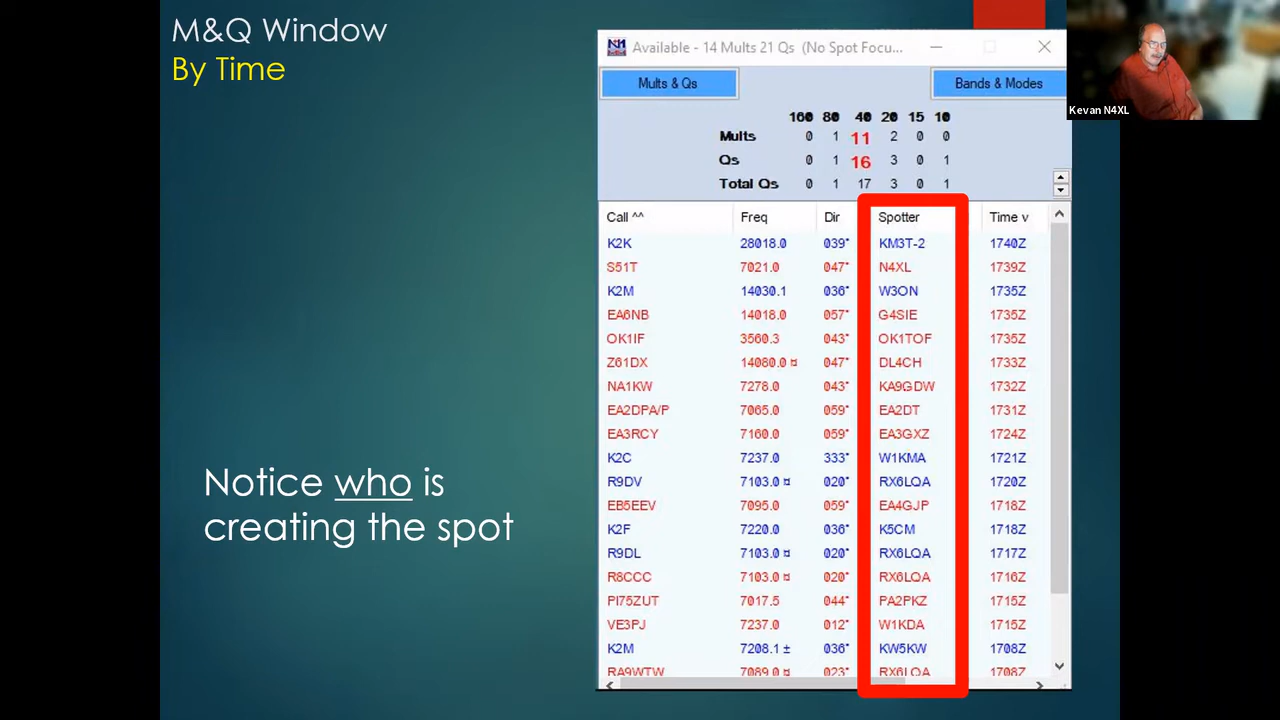 M&Q Window
By Time
Available - 14 Mults 21 Qs (No Spot Focu...
Mults & Qs
Bands & Modes
160 80 40 20 15 10
Mults 0 1 11 2 0 0
Qs 0 1 16 3 0 1
Total Qs 0 1 17 3 0 1
Call ^^ Freq Dir Spotter Time v
K2K 28018.0 039° KM3T-2 1740Z
S51T 7021.0 047° N4XL 1739Z
K2M 14030.1 036° W3ON 1735Z
EA6NB 14018.0 057° G4SIE 1735Z
OK1IF 3560.3 043° OK1TOF 1735Z
Z61DX 14080.0 ¤ 047° DL4CH 1733Z
NA1KW 7278.0 043° KA9GDW 1732Z
EA2DPA/P 7065.0 059° EA2DT 1731Z
EA3RCY 7160.0 059° EA3GXZ 1724Z
K2C 7237.0 333° W1KMA 1721Z
R9DV 7103.0 ¤ 020° RX6LQA 1720Z
EB5EEV 7095.0 059° EA4GJP 1718Z
K2F 7220.0 036° K5CM 1718Z
R9DL 7103.0 ¤ 020° RX6LQA 1717Z
R8CCC 7103.0 ¤ 020° RX6LQA 1716Z
PI75ZUT 7017.5 044° PA2PKZ 1715Z
VE3PJ 7237.0 012° W1KDA 1715Z
K2M 7208.1 ± 036° KW5KW 1708Z
RA9WTW 7089.0 ¤ 023° RX6LQA 1708Z
Notice who is
creating the spot
Kevan N4XL